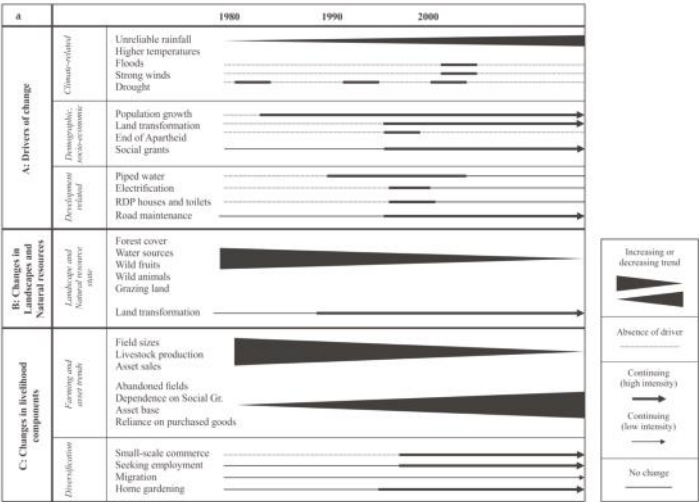 a 1980 1990 2000
A: Drivers of change
Climate-related
Unreliable rainfall
Higher temperatures
Floods
Strong winds
Drought
Demographic,
socio-economic
Population growth
Land transformation
End of Apartheid
Social grants
Development
related
Piped water
Electrification
RDP houses and toilets
Road maintenance
B: Changes in
Landscapes and
Natural resources
Landscape and
Natural resource
state
Forest cover
Water sources
Wild fruits
Wild animals
Grazing land
Land transformation
C: Changes in livelihood
components
Farming and
asset trends
Field sizes
Livestock production
Asset sales
Abandoned fields
Dependence on Social Gr.
Asset base
Reliance on purchased goods
Diversification
Small-scale commerce
Seeking employment
Migration
Home gardening
Increasing or
decreasing trend
Absence of driver
Continuing
(high intensity)
Continuing
(low intensity)
No change